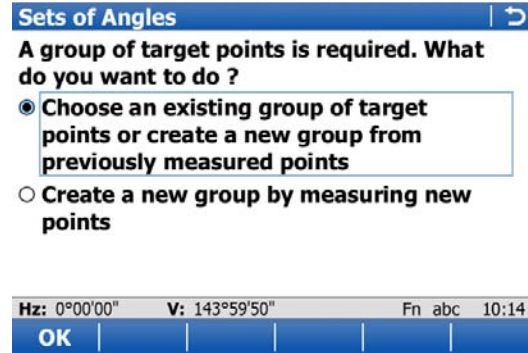 Sets of Angles
A group of target points is required. What
do you want to do ?
Choose an existing group of target
points or create a new group from
previously measured points
Create a new group by measuring new
points
Hz: 0°00'00" V: 143°59'50" Fn abc 10:14
OK